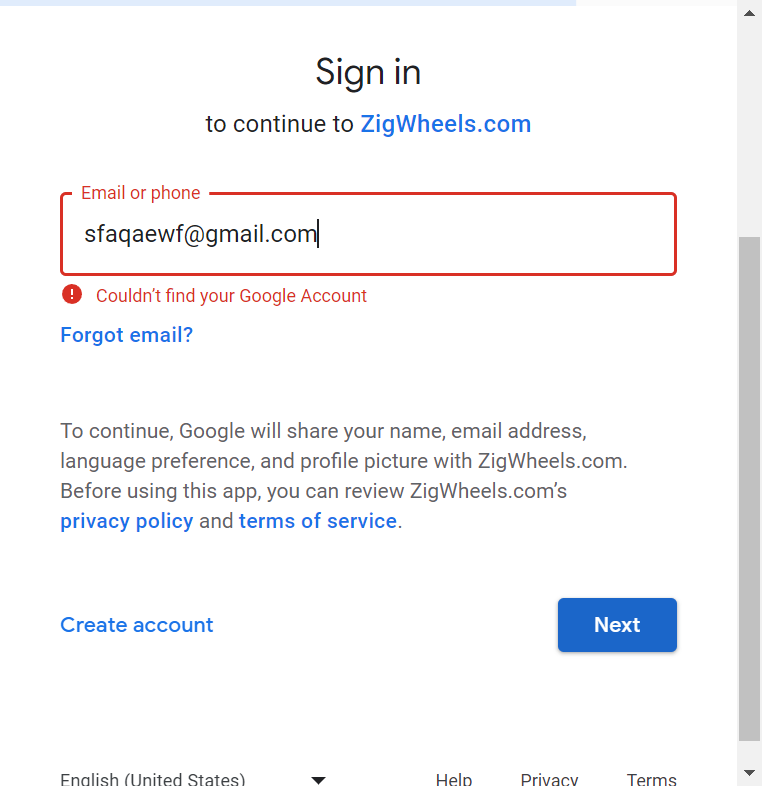 Sign in
to continue to ZigWheels.com
Email or phone
sfaqaewf@gmail.com
Couldn’t find your Google Account
Forgot email?
To continue, Google will share your name, email address,
language preference, and profile picture with ZigWheels.com.
Before using this app, you can review ZigWheels.com’s
privacy policy and terms of service.
Create account Next
English (United States) Help Privacy Terms